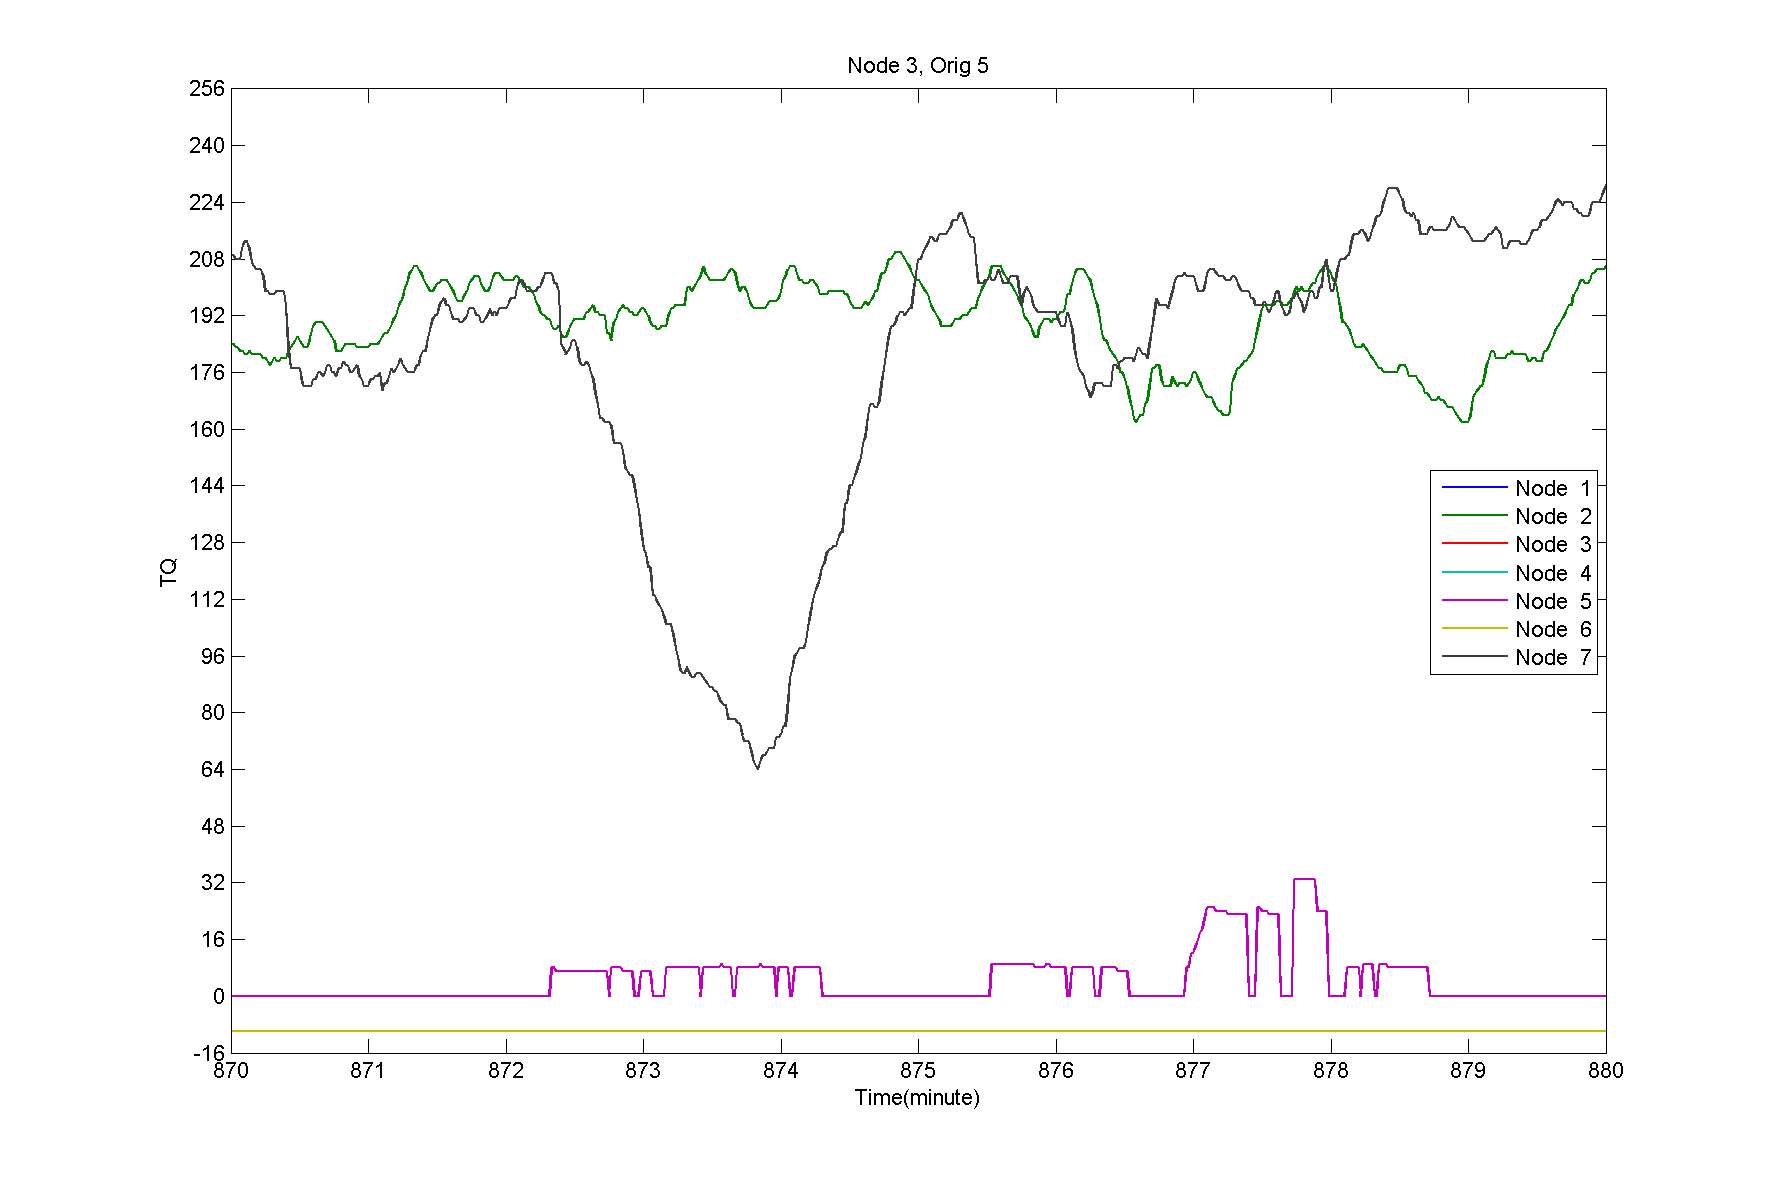 Node 3, Orig 5
256
240
224
208
192
176
160
144
128
112
96
80
64
48
32
16
0
-16
TQ
870 871 872 873 874 875 876 877 878 879 880
Time(minute)
Node 1
Node 2
Node 3
Node 4
Node 5
Node 6
Node 7